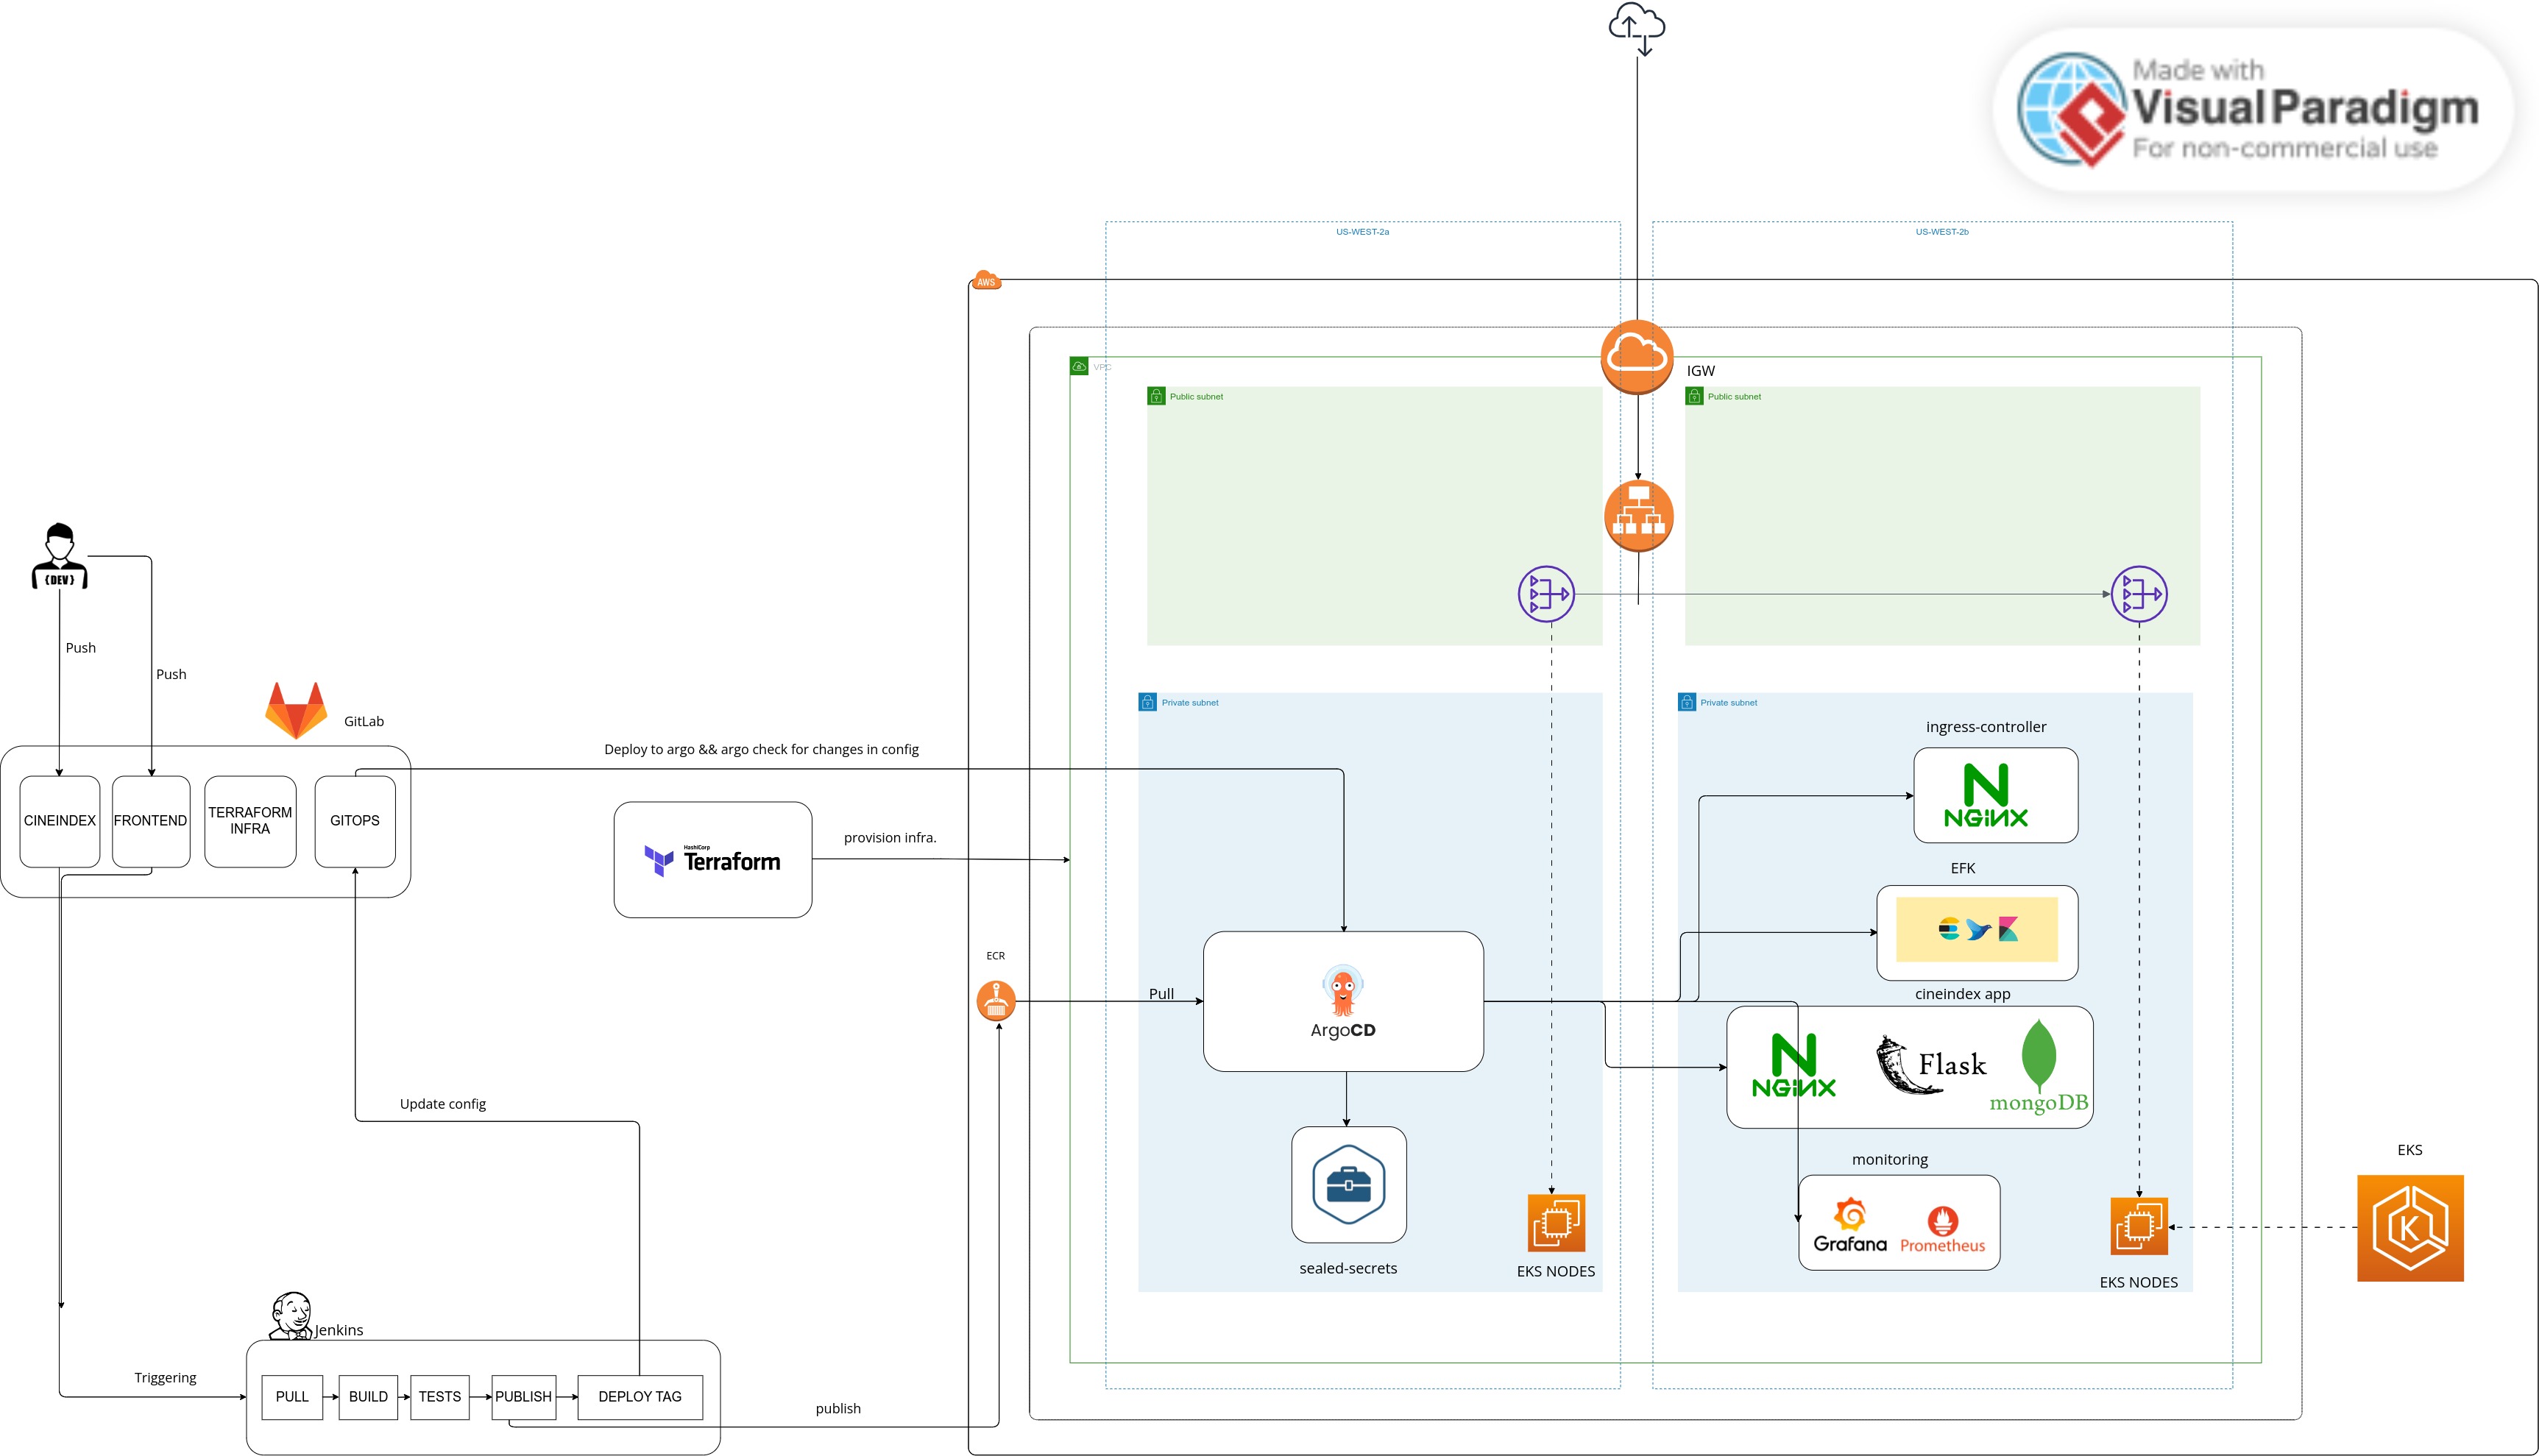 Made with
Visual Paradigm
For non-commercial use
US-WEST-2a
US-WEST-2b
AWS
IGW
VPC
Public subnet
Public subnet
{DEV}
Push
Push
GitLab
Private subnet
Private subnet
ingress-controller
NGINX
Deploy to argo && argo check for changes in config
CINEINDEX
FRONTEND
TERRAFORM
INFRA
GITOPS
HashiCorp
Terraform
provision infra.
EFK
ECR
Pull
ArgoCD
cineindex app
NGINX
Flask
mongoDB
Update config
EKS
K
monitoring
Grafana
Prometheus
sealed-secrets
EKS NODES
EKS NODES
Jenkins
Triggering
PULL
BUILD
TESTS
PUBLISH
DEPLOY TAG
publish